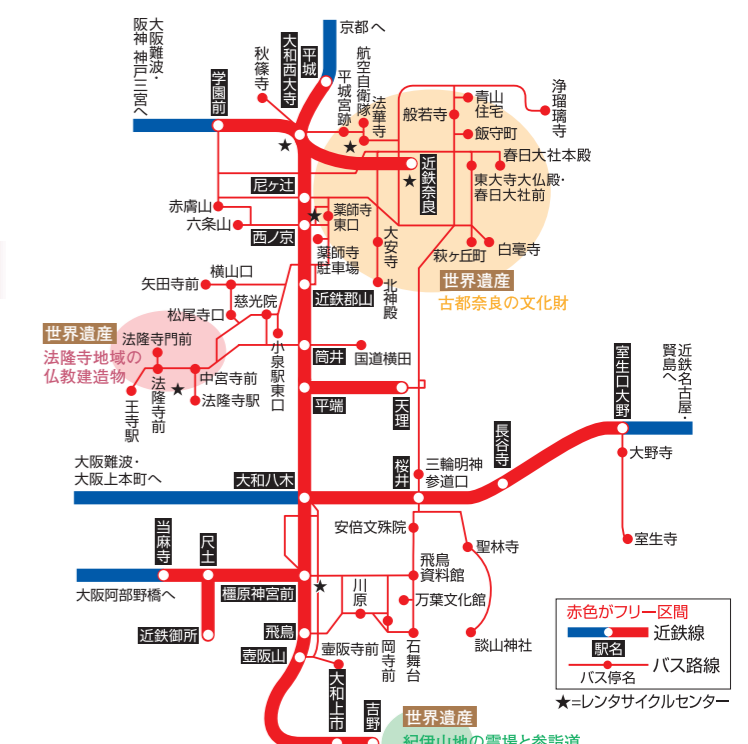 京都へ
大阪難波・
阪神 神戸三宮へ
学園前
秋篠寺
大和西大寺
平城
平城宮跡
航空自衛隊
法華寺
般若寺
青山
住宅
飯守町
浄瑠璃寺
春日大社本殿
東大寺大仏殿・
春日大社前
近鉄奈良
尼ヶ辻
赤膚山
六条山
西ノ京
薬師寺
東口
薬師寺
駐車場
大安寺
北神殿
萩ヶ丘町
白毫寺
世界遺産
古都奈良の文化財
矢田寺前
横山口
松尾寺口
慈光院
近鉄郡山
世界遺産
法隆寺地域の
仏教建造物
法隆寺門前
中宮寺前
法隆寺駅
法隆寺前
王寺駅
小泉駅東口
筒井
国道横田
平端
天理
大阪難波・
大阪上本町へ
大和八木
桜井
三輪明神
参道口
長谷寺
室生口大野
近鉄名古屋・
賢島へ
大野寺
室生寺
当麻寺
尺土
大阪阿部野橋へ
橿原神宮前
近鉄御所
飛鳥
壺阪山
壷阪寺前
大和上市
吉野
安倍文殊院
聖林寺
飛鳥
資料館
万葉文化館
川原
岡寺前
石舞台
談山神社
世界遺産
紀伊山地の霊場と参詣道
赤色がフリー区間
近鉄線
駅名
バス路線
バス停名
★=レンタサイクルセンター